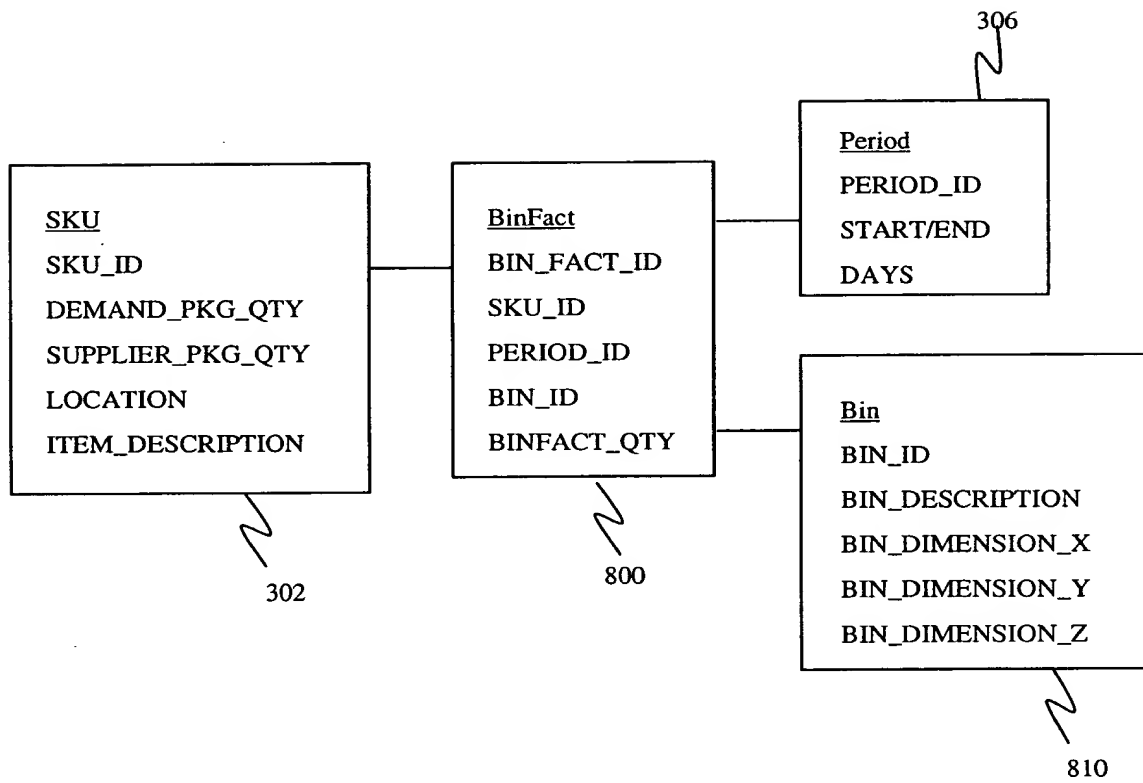 306
Period
PERIOD_ID
START/END
DAYS
SKU
SKU_ID
DEMAND_PKG_QTY
SUPPLIER_PKG_QTY
LOCATION
ITEM_DESCRIPTION
302
BinFact
BIN_FACT_ID
SKU_ID
PERIOD_ID
BIN_ID
BINFACT_QTY
800
Bin
BIN_ID
BIN_DESCRIPTION
BIN_DIMENSION_X
BIN_DIMENSION_Y
BIN_DIMENSION_Z
810